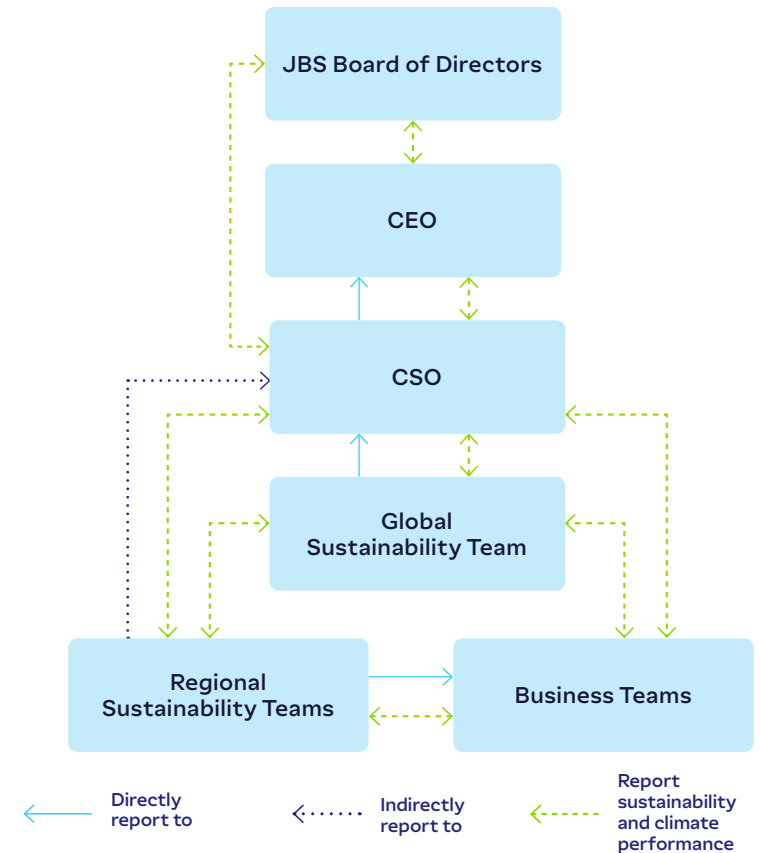 JBS Board of Directors
CEO
CSO
Global
Sustainability Team
Regional
Sustainability Teams
Business Teams
Directly
report to
Indirectly
report to
Report
sustainability
and climate
performance